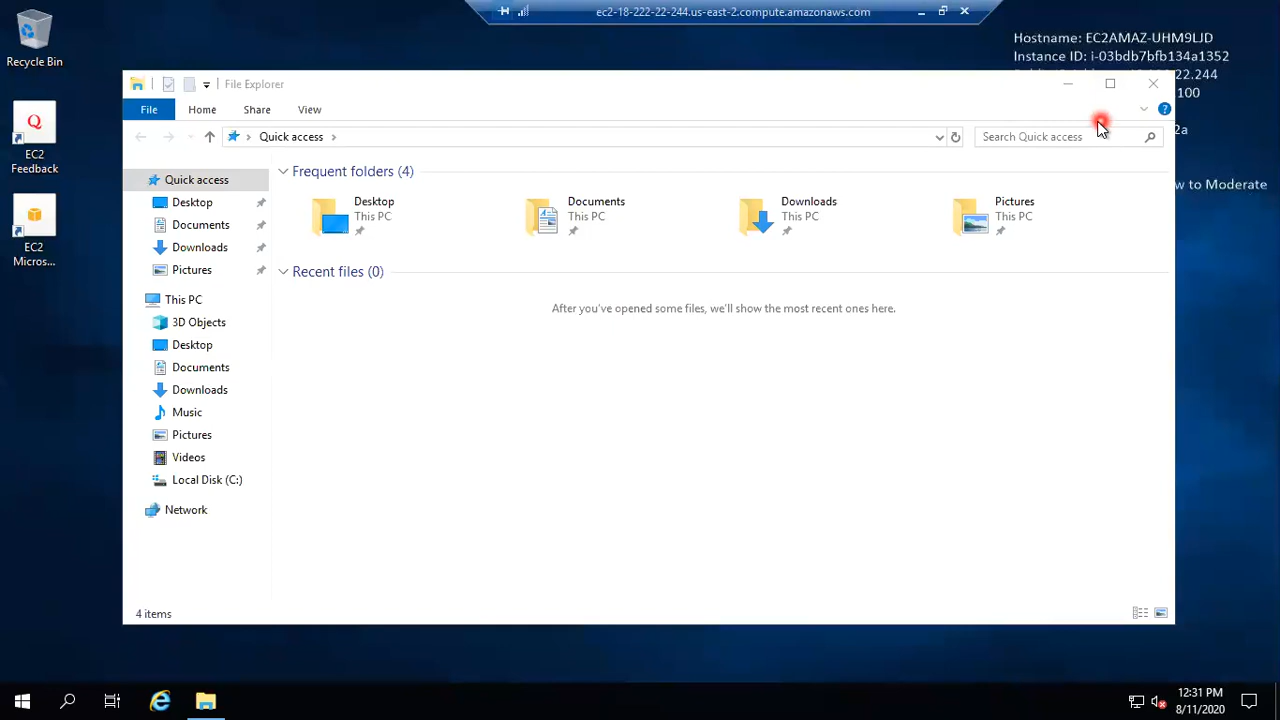 ec2-18-222-22-244.us-east-2.compute.amazonaws.com
Recycle Bin
EC2
Feedback
EC2
Micros...
Hostname: EC2AMAZ-UHM9LJD
Instance ID: i-03bdb7bfb134a1352
22.244
100
2a
w to Moderate
File Explorer
File Home Share View
Quick access
Search Quick access
Quick access
Desktop
Documents
Downloads
Pictures
This PC
3D Objects
Desktop
Documents
Downloads
Music
Pictures
Videos
Local Disk (C:)
Network
Frequent folders (4)
Desktop
This PC
Documents
This PC
Downloads
This PC
Pictures
This PC
Recent files (0)
After you've opened some files, we'll show the most recent ones here.
4 items
12:31 PM
8/11/2020